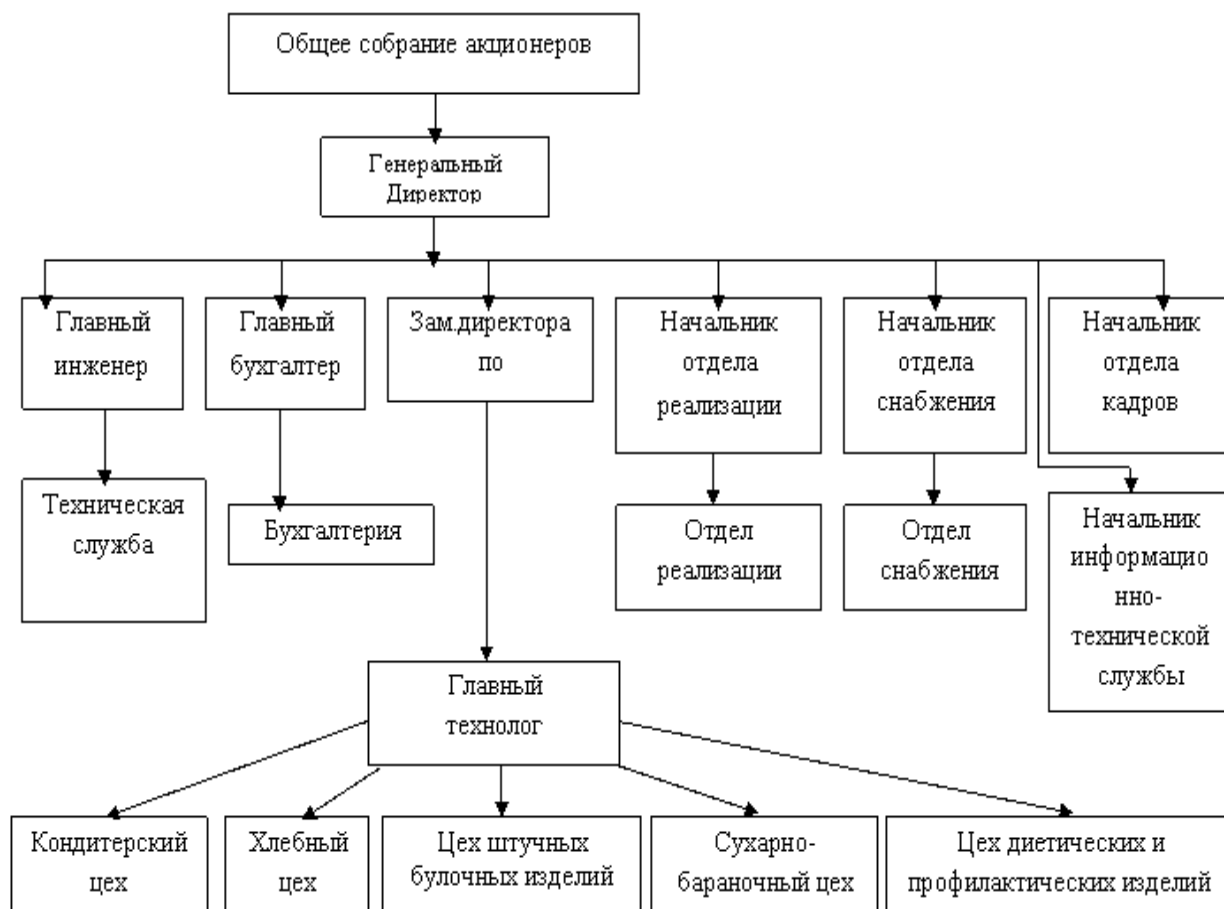 Общее собрание акционеров
Генеральный
Директор
Главный
инженер
Главный
бухгалтер
Зам.директора
по
Начальник
отдела
реализации
Начальник
отдела
снабжения
Начальник
отдела
кадров
Техническая
служба
Бухгалтерия
Отдел
реализации
Отдел
снабжения
Начальник
информацио
нно-
технической
службы
Главный
технолог
Кондитерский
цех
Хлебный
цех
Цех штучных
булочных изделий
Сухарно-
бараночный цех
Цех диетических и
профилактических изделий